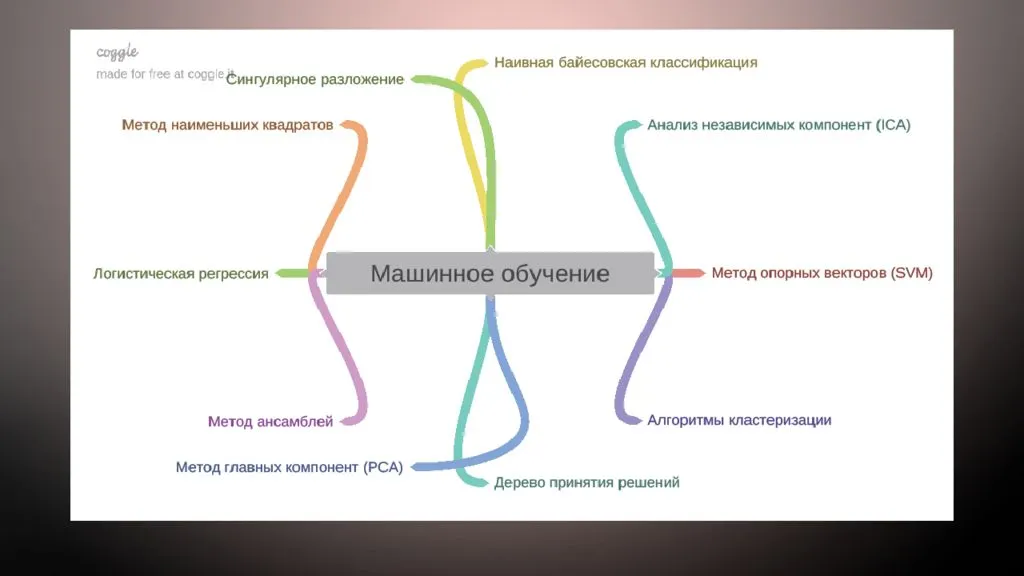 coggle
made for free at coggle.it
Наивная байесовская классификация
Сингулярное разложение
Метод наименьших квадратов
Анализ независимых компонент (ICA)
Логистическая регрессия
Машинное обучение
Метод опорных векторов (SVM)
Метод ансамблей
Алгоритмы кластеризации
Метод главных компонент (PCA)
Дерево принятия решений